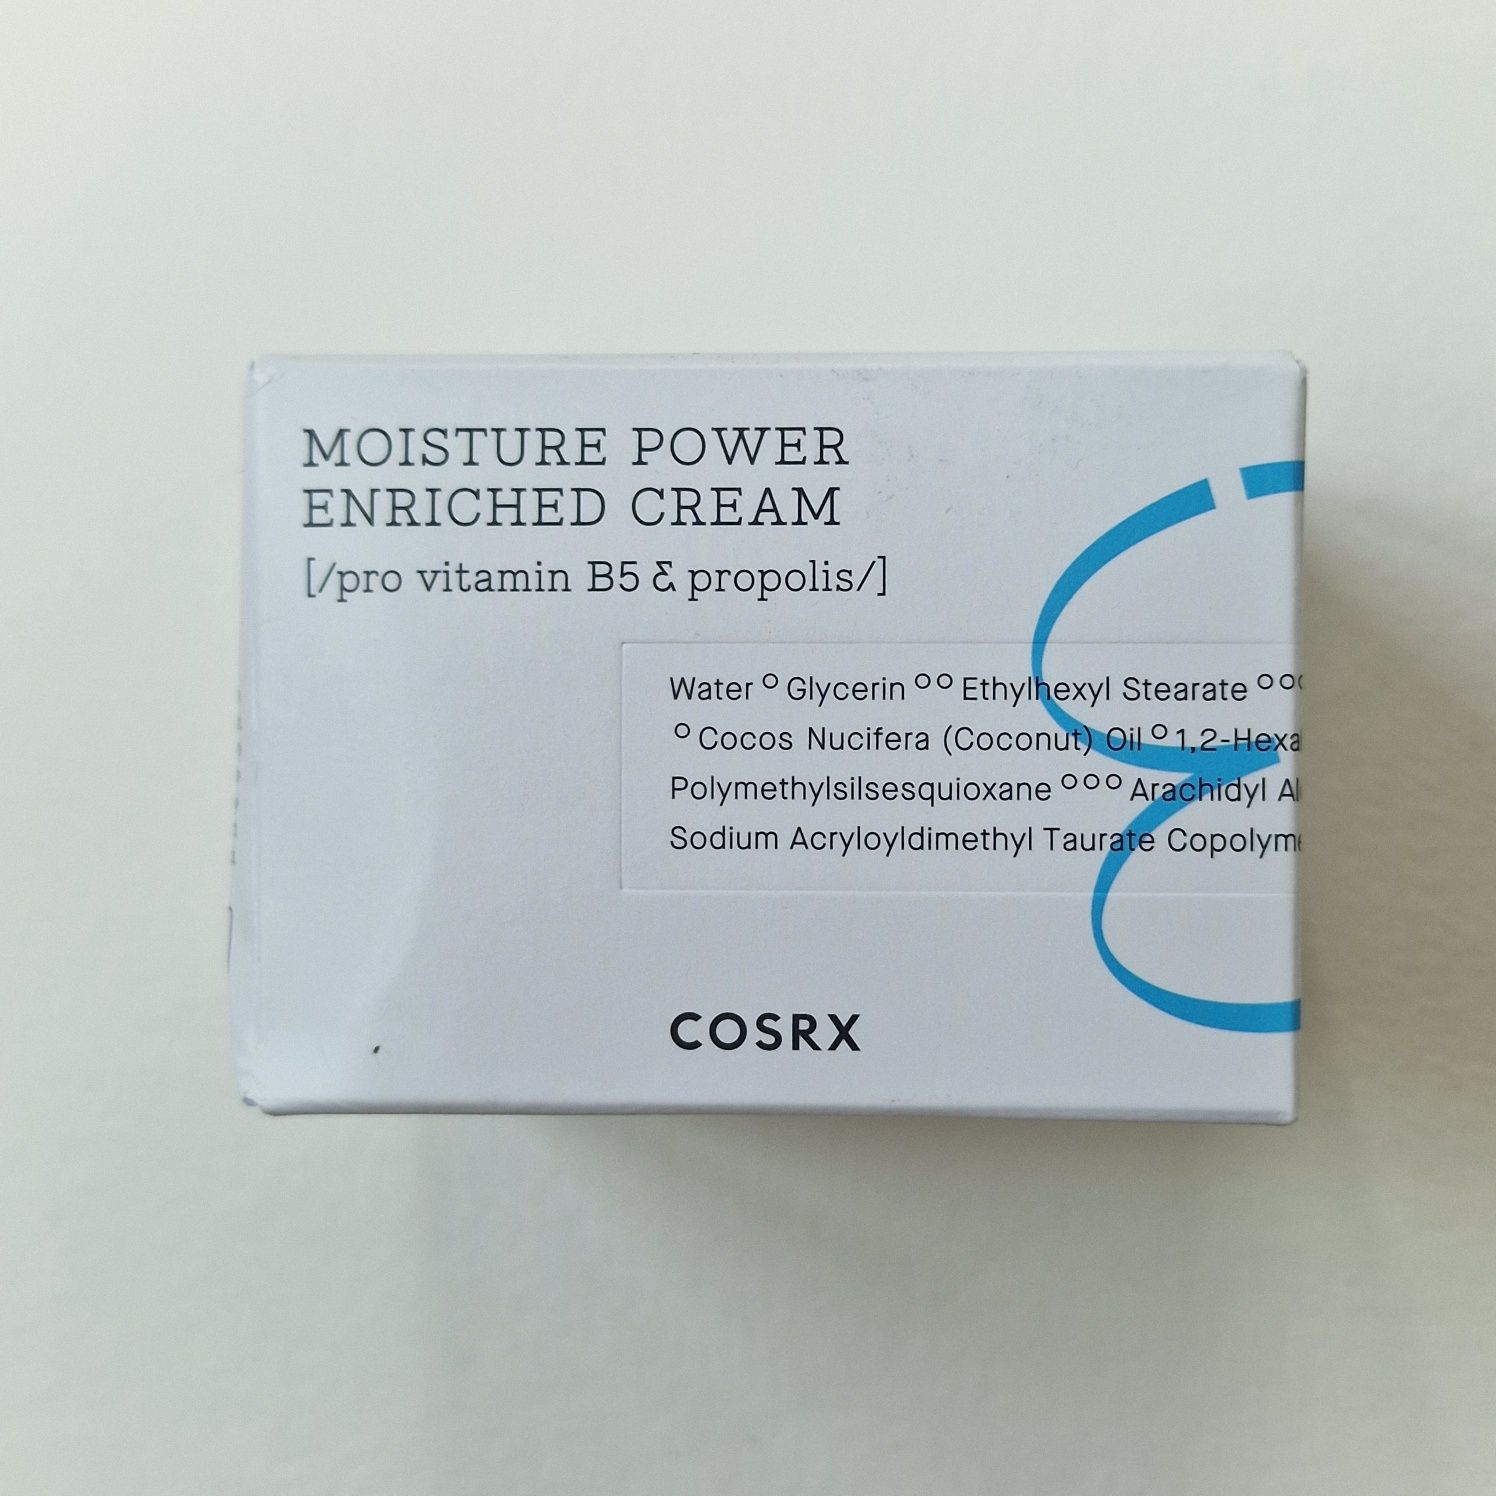 MOISTURE POWER
ENRICHED CREAM
[/pro vitamin B5 & propolis/]
Water ° Glycerin °° Ethylhexyl Stearate °°°
° Cocos Nucifera (Coconut) Oil ° 1,2-Hexa
Polymethylsilsesquioxane °°° Arachidyl
Sodium Acryloyldimethyl Taurate Copolyme
COSRX